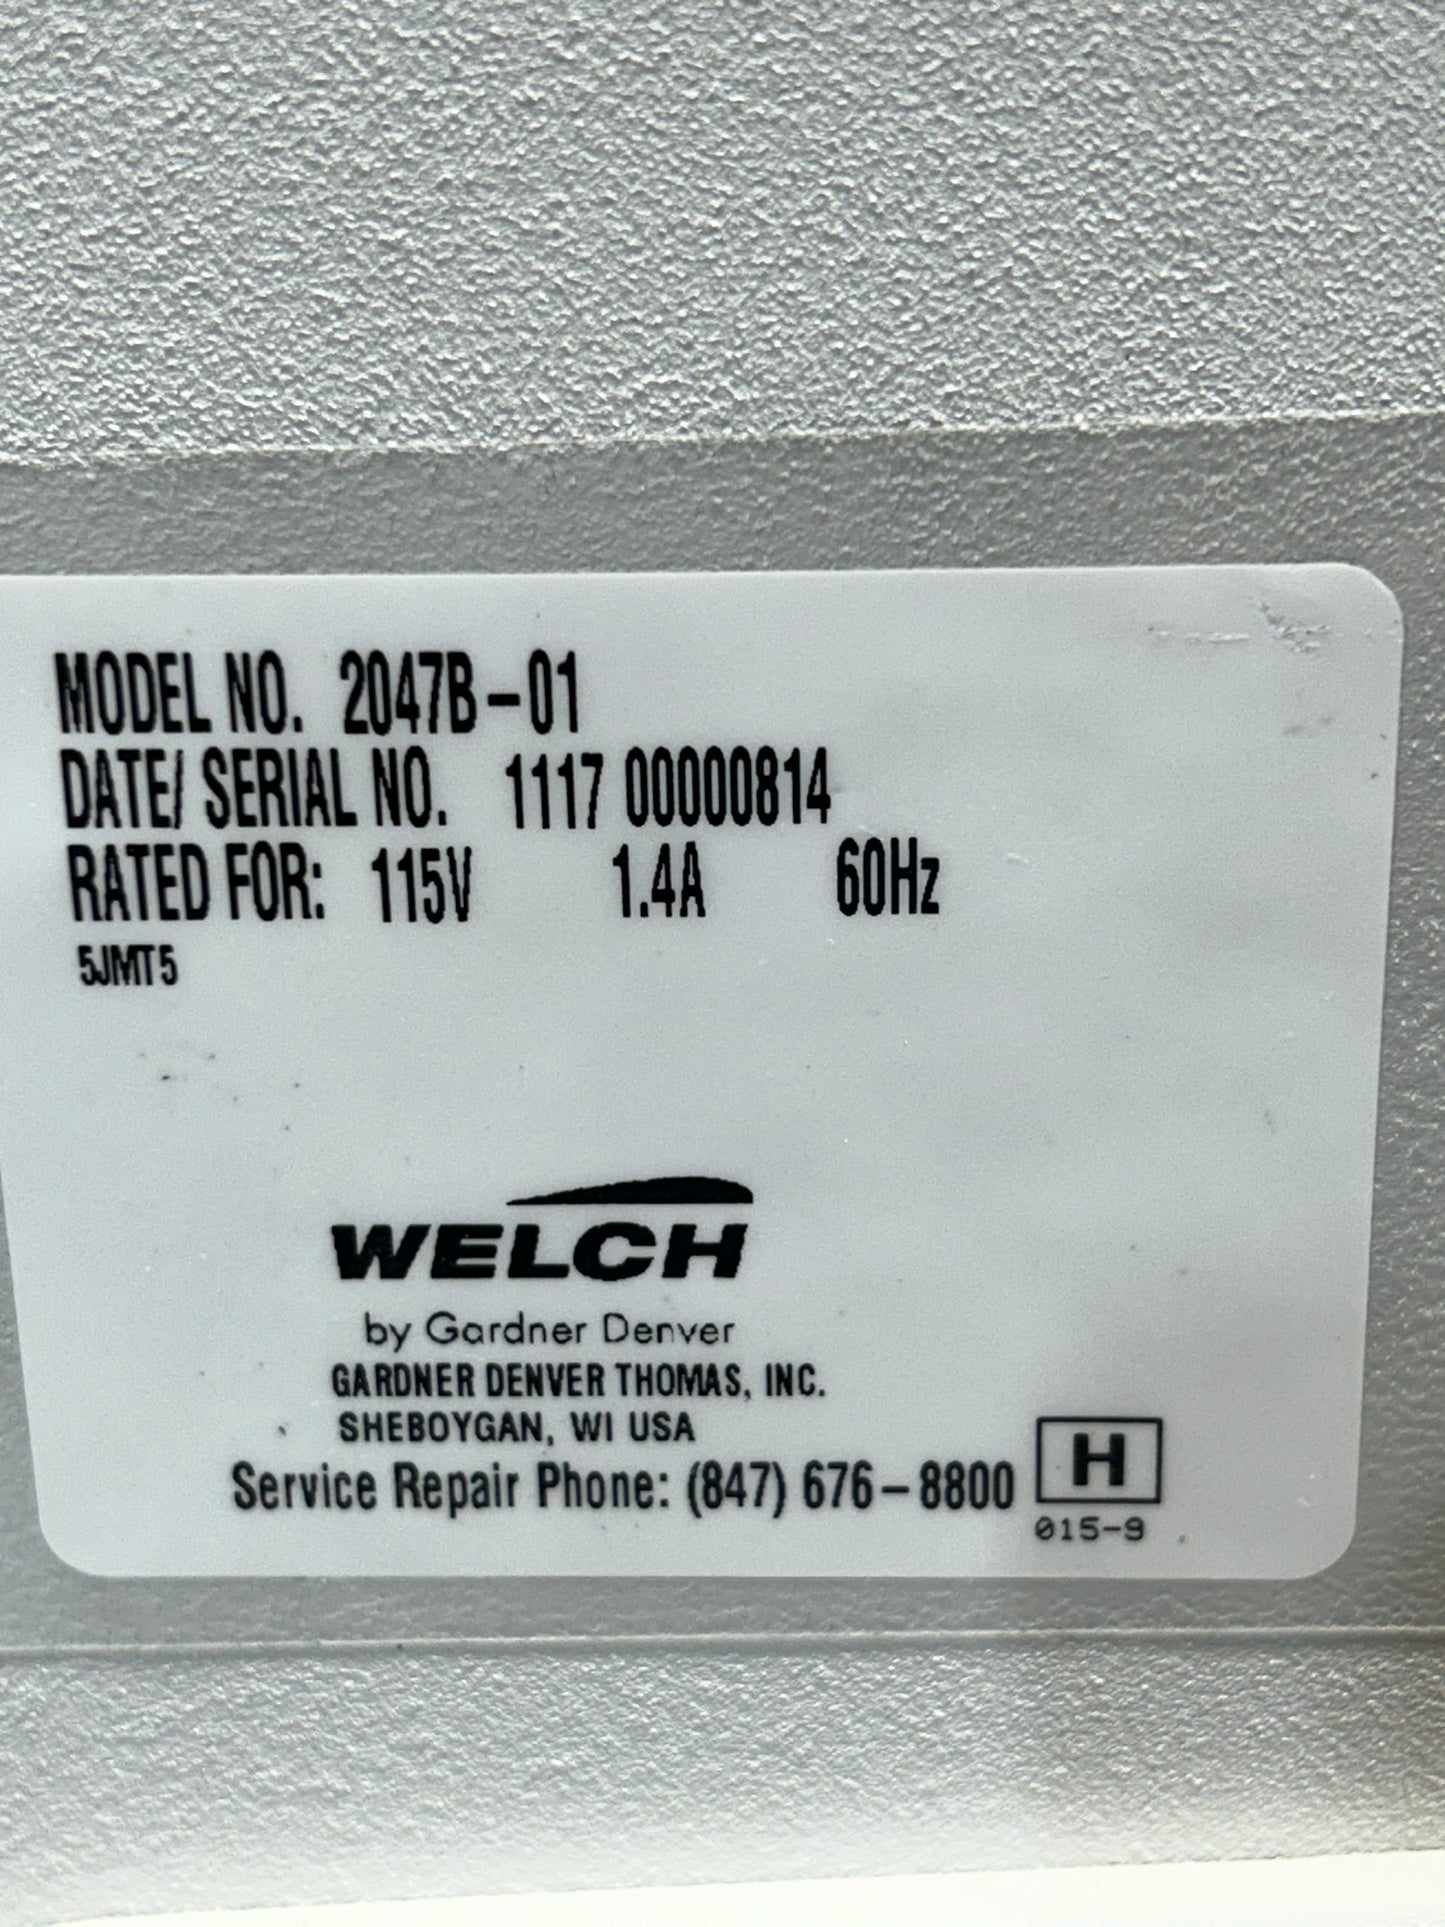 MODEL NO. 2047B-01
DATE/ SERIAL NO. 1117 00000814
RATED FOR: 115V 1.4A 60Hz
5JMT5
WELCH
by Gardner Denver
GARDNER DENVER THOMAS, INC.
SHEBOYGAN, WI USA
Service Repair Phone: (847) 676-8800
H
015-9